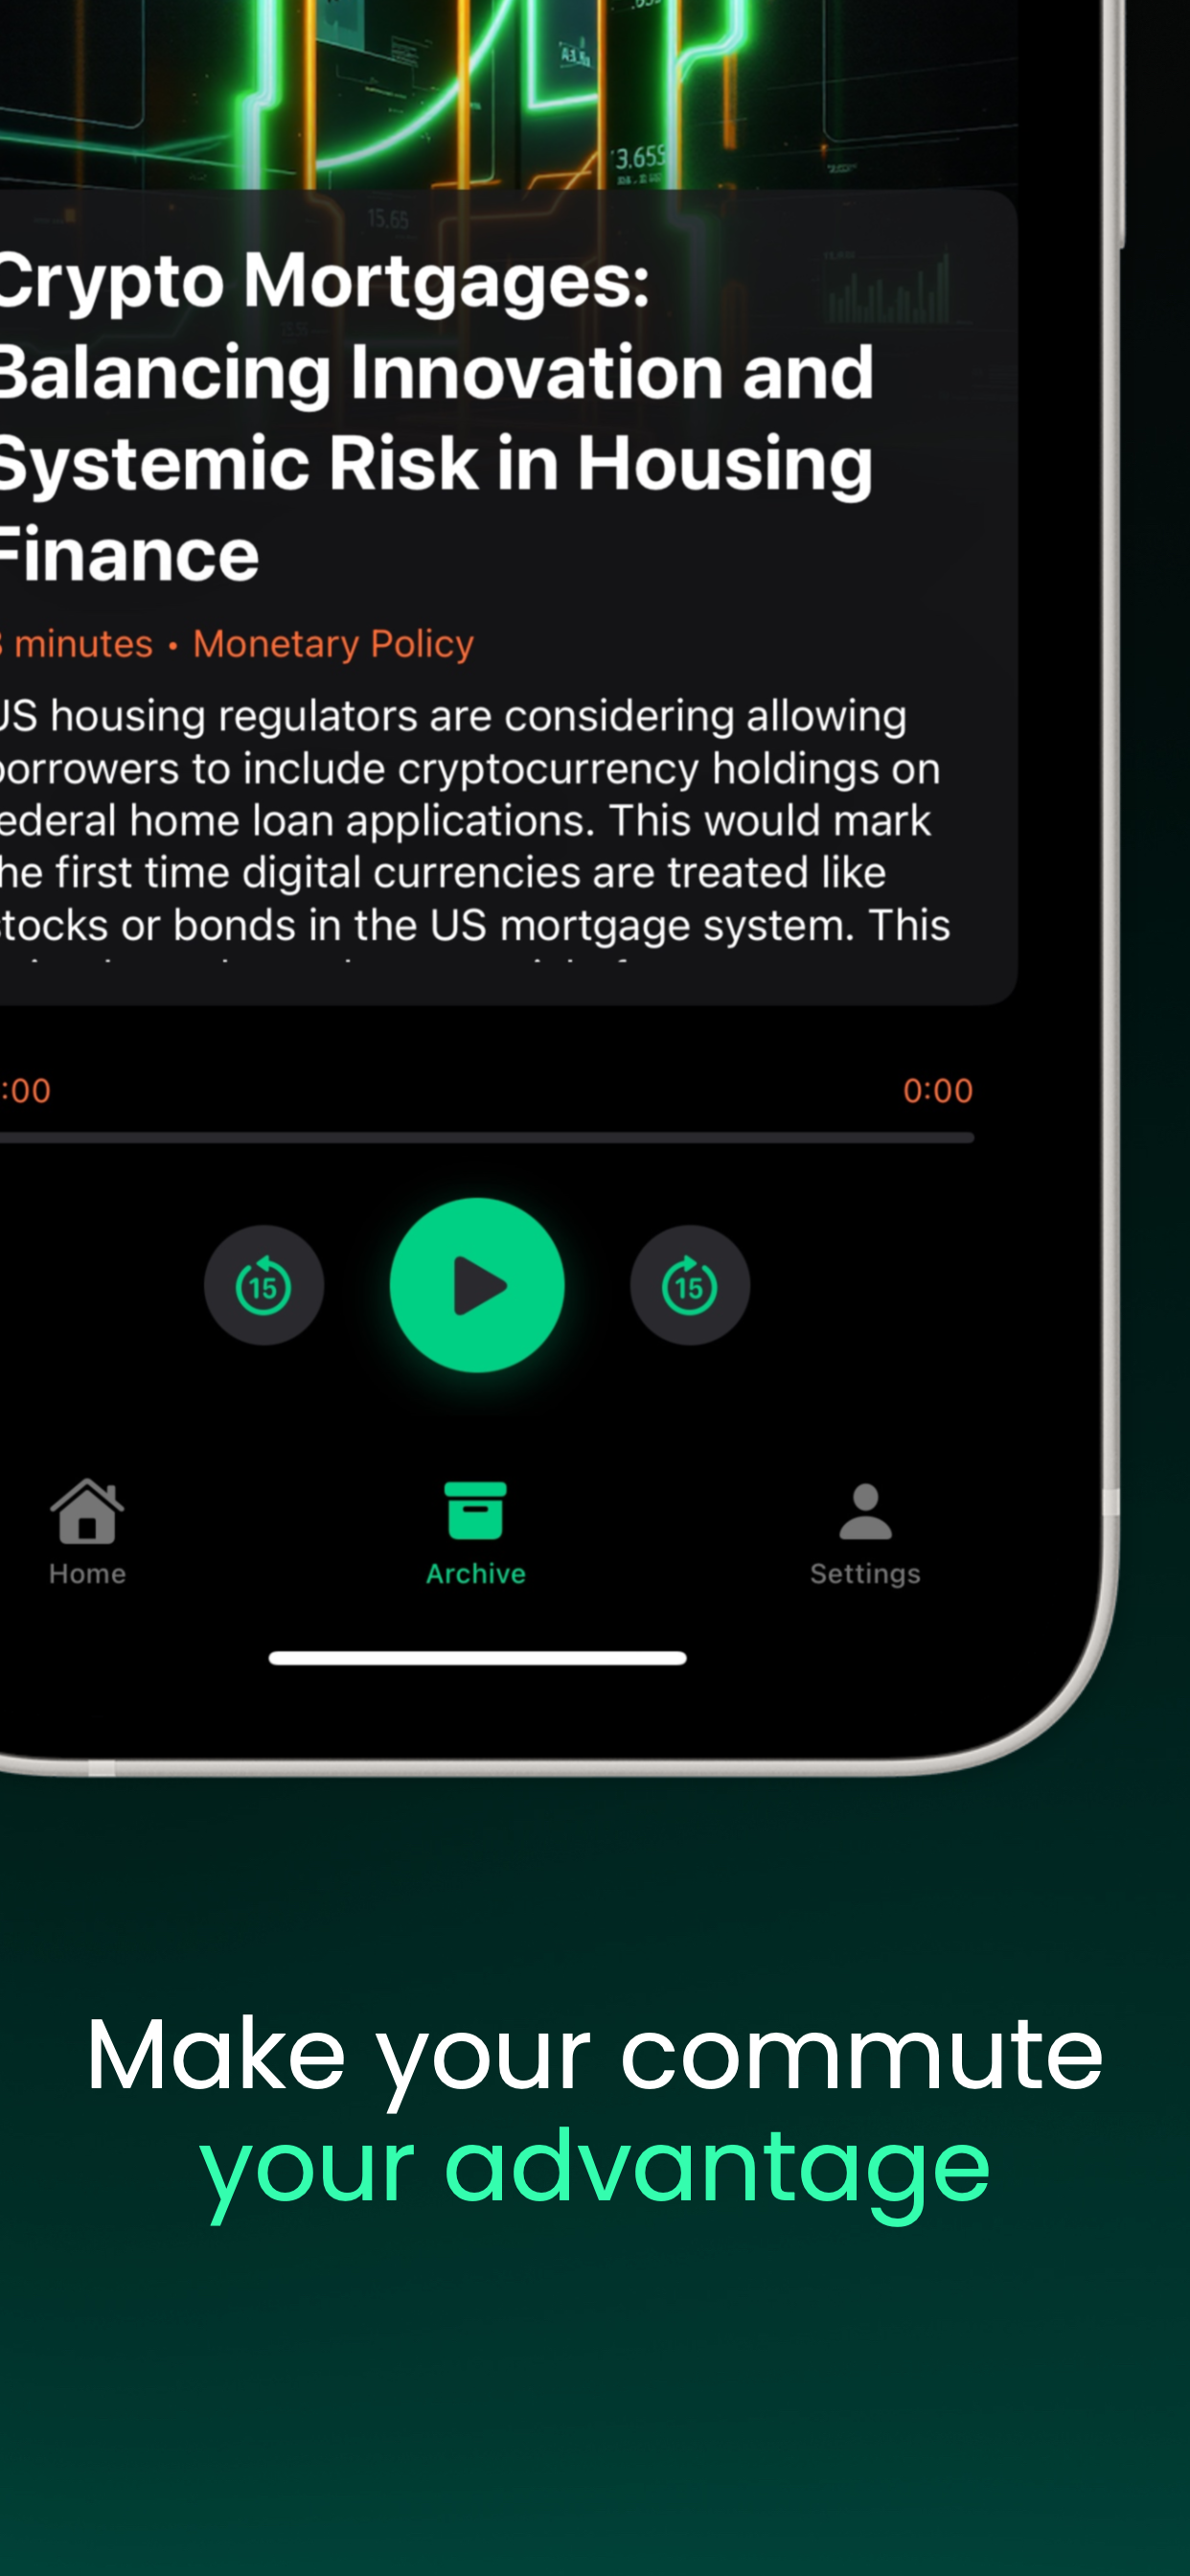 3.655
15.65
Crypto Mortgages:
Balancing Innovation and
Systemic Risk in Housing
Finance
minutes • Monetary Policy
US housing regulators are considering allowing
borrowers to include cryptocurrency holdings on
federal home loan applications. This would mark
the first time digital currencies are treated like
stocks or bonds in the US mortgage system. This
:00
0:00
15
15
Home
Archive
Settings
Make your commute
your advantage